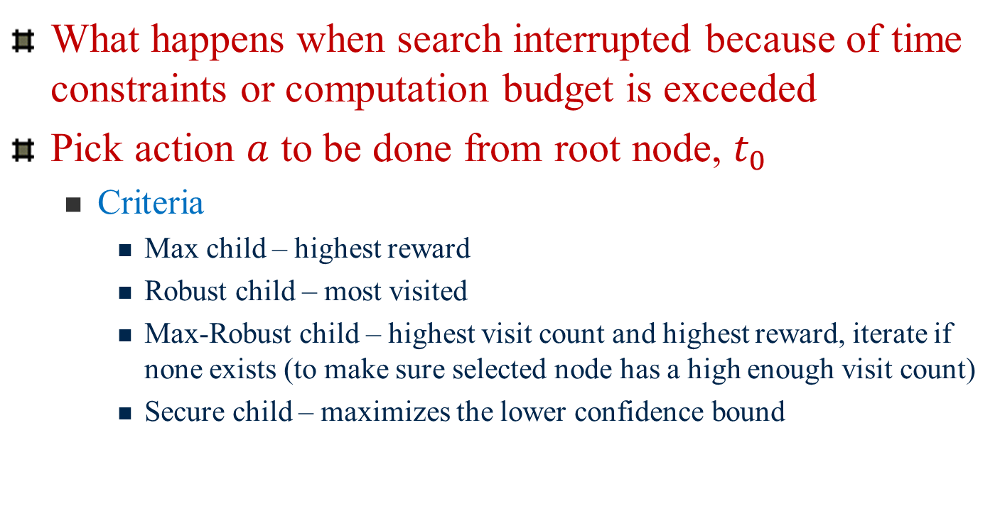 What happens when search interrupted because of time
constraints or computation budget is exceeded
Pick action a to be done from root node, t₀
Criteria
Max child – highest reward
Robust child – most visited
Max-Robust child – highest visit count and highest reward, iterate if
none exists (to make sure selected node has a high enough visit count)
Secure child – maximizes the lower confidence bound